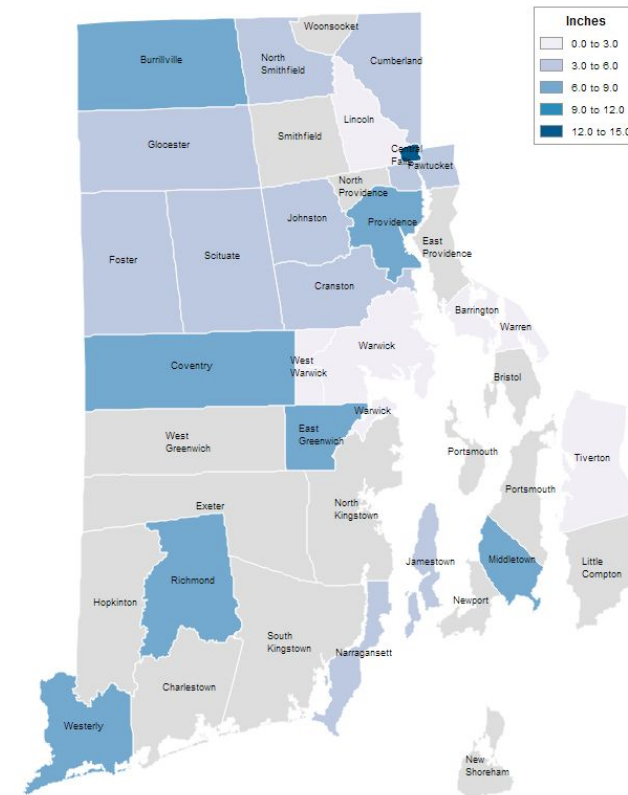 Inches
0.0 to 3.0
3.0 to 6.0
6.0 to 9.0
9.0 to 12.0
12.0 to 15.0
Woonsocket
Burrillville
North
Smithfield
Cumberland
Lincoln
Glocester
Smithfield
Central
Falls
Pawtucket
North
Providence
Johnston
Providence
East
Providence
Foster
Scituate
Cranston
Barrington
Warren
Warwick
West
Warwick
Coventry
Bristol
Warwick
East
Greenwich
West
Greenwich
Tiverton
Portsmouth
Portsmouth
Exeter
North
Kingstown
Jamestown
Middletown
Little
Compton
Richmond
Hopkinton
Newport
South
Kingstown
Narragansett
Charlestown
Westerly
New
Shoreham